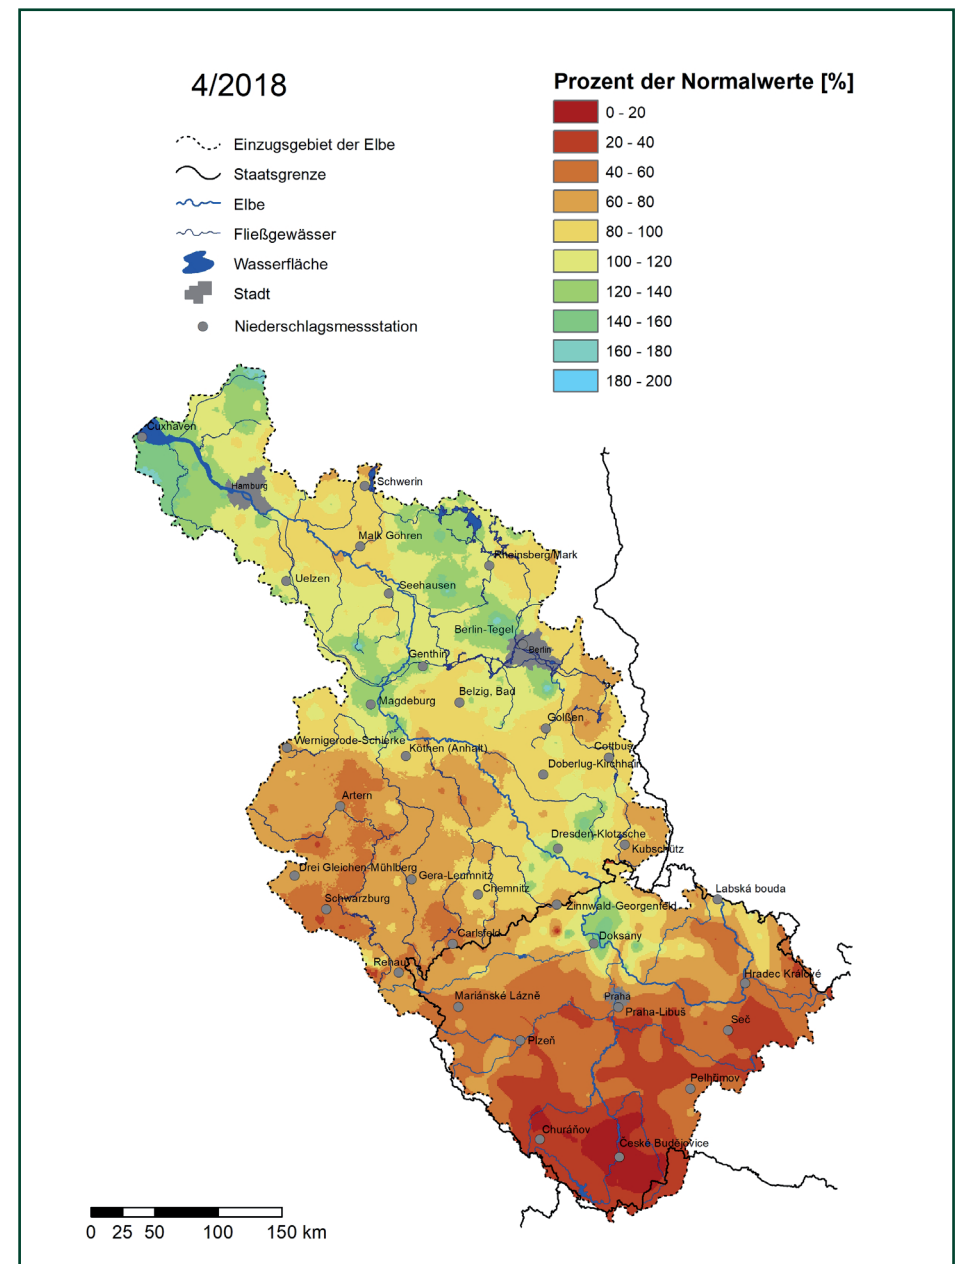 4/2018
Einzugsgebiet der Elbe
Staatsgrenze
Elbe
Fließgewässer
Wasserfläche
Stadt
Niederschlagsmessstation
Prozent der Normalwerte [%]
0 - 20
20 - 40
40 - 60
60 - 80
80 - 100
100 - 120
120 - 140
140 - 160
160 - 180
180 - 200
Cuxhaven
Hamburg
Schwerin
Malk Göhren
Rheinsberg/Mark
Uelzen
Seehausen
Berlin-Tegel
Berlin
Genthin
Magdeburg
Belzig, Bad
Golßen
Wernigerode-Schierke
Köthen (Anhalt)
Cottbus
Doberlug-Kirchhain
Artern
Dresden-Klotzsche
Kubschütz
Drei Gleichen-Mühlberg
Gera-Leumnitz
Chemnitz
Labská bouda
Schwarzburg
Zinnwald-Georgenfeld
Carlsfeld
Doksany
Rehau
Hradec Králové
Mariánské Lázně
Praha
Praha-Libuš
Seč
Plzeň
Pelhřimov
Churáňov
České Budějovice
0 25 50 100 150 km